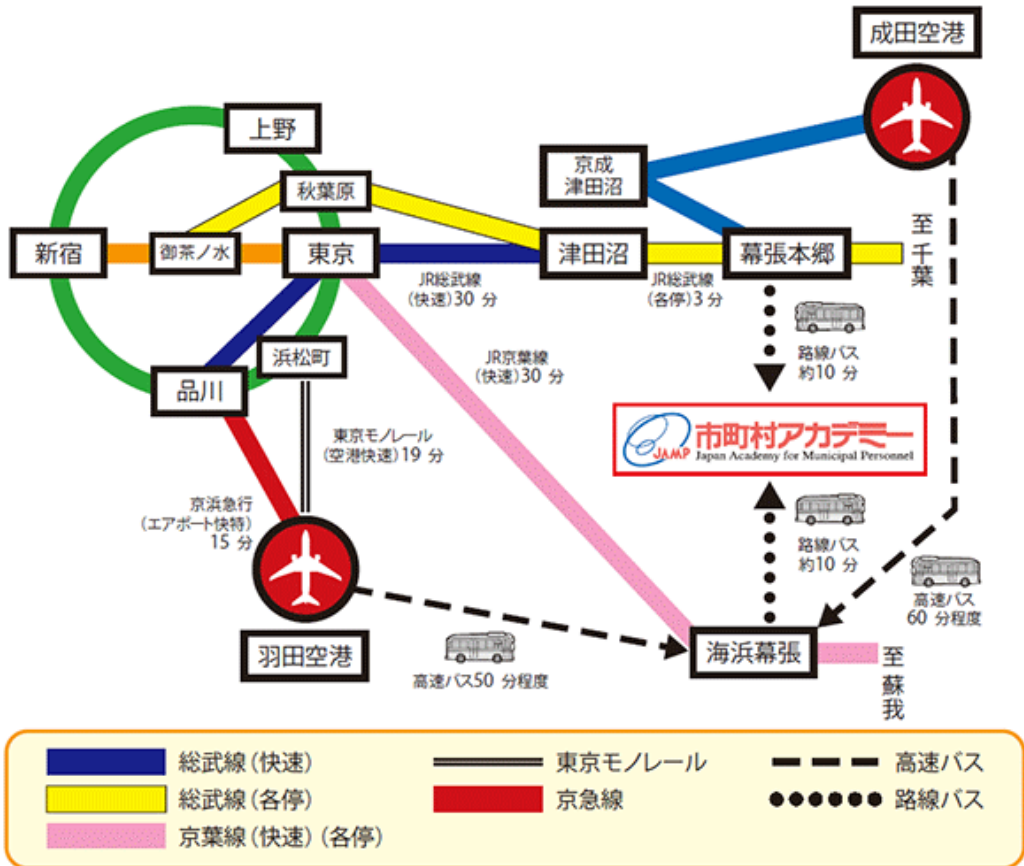 成田空港
上野
京成
津田沼
秋葉原
新宿
御茶ノ水
東京
津田沼
幕張本郷
至
千
葉
JR総武線
(快速)30 分
JR総武線
(各停)3分
浜松町
路線バス
約10 分
JR京葉線
(快速)30 分
品川
市町村アカデミー
JAMP
Japan Academy for Municipal Personnel
東京モノレール
(空港快速)19 分
京浜急行
(エアポート快特)
15 分
路線バス
約10 分
高速バス
60 分程度
羽田空港
高速バス50 分程度
海浜幕張
至
蘇
我
総武線(快速)
東京モノレール
高速バス
総武線(各停)
京急線
路線バス
京葉線(快速)(各停)